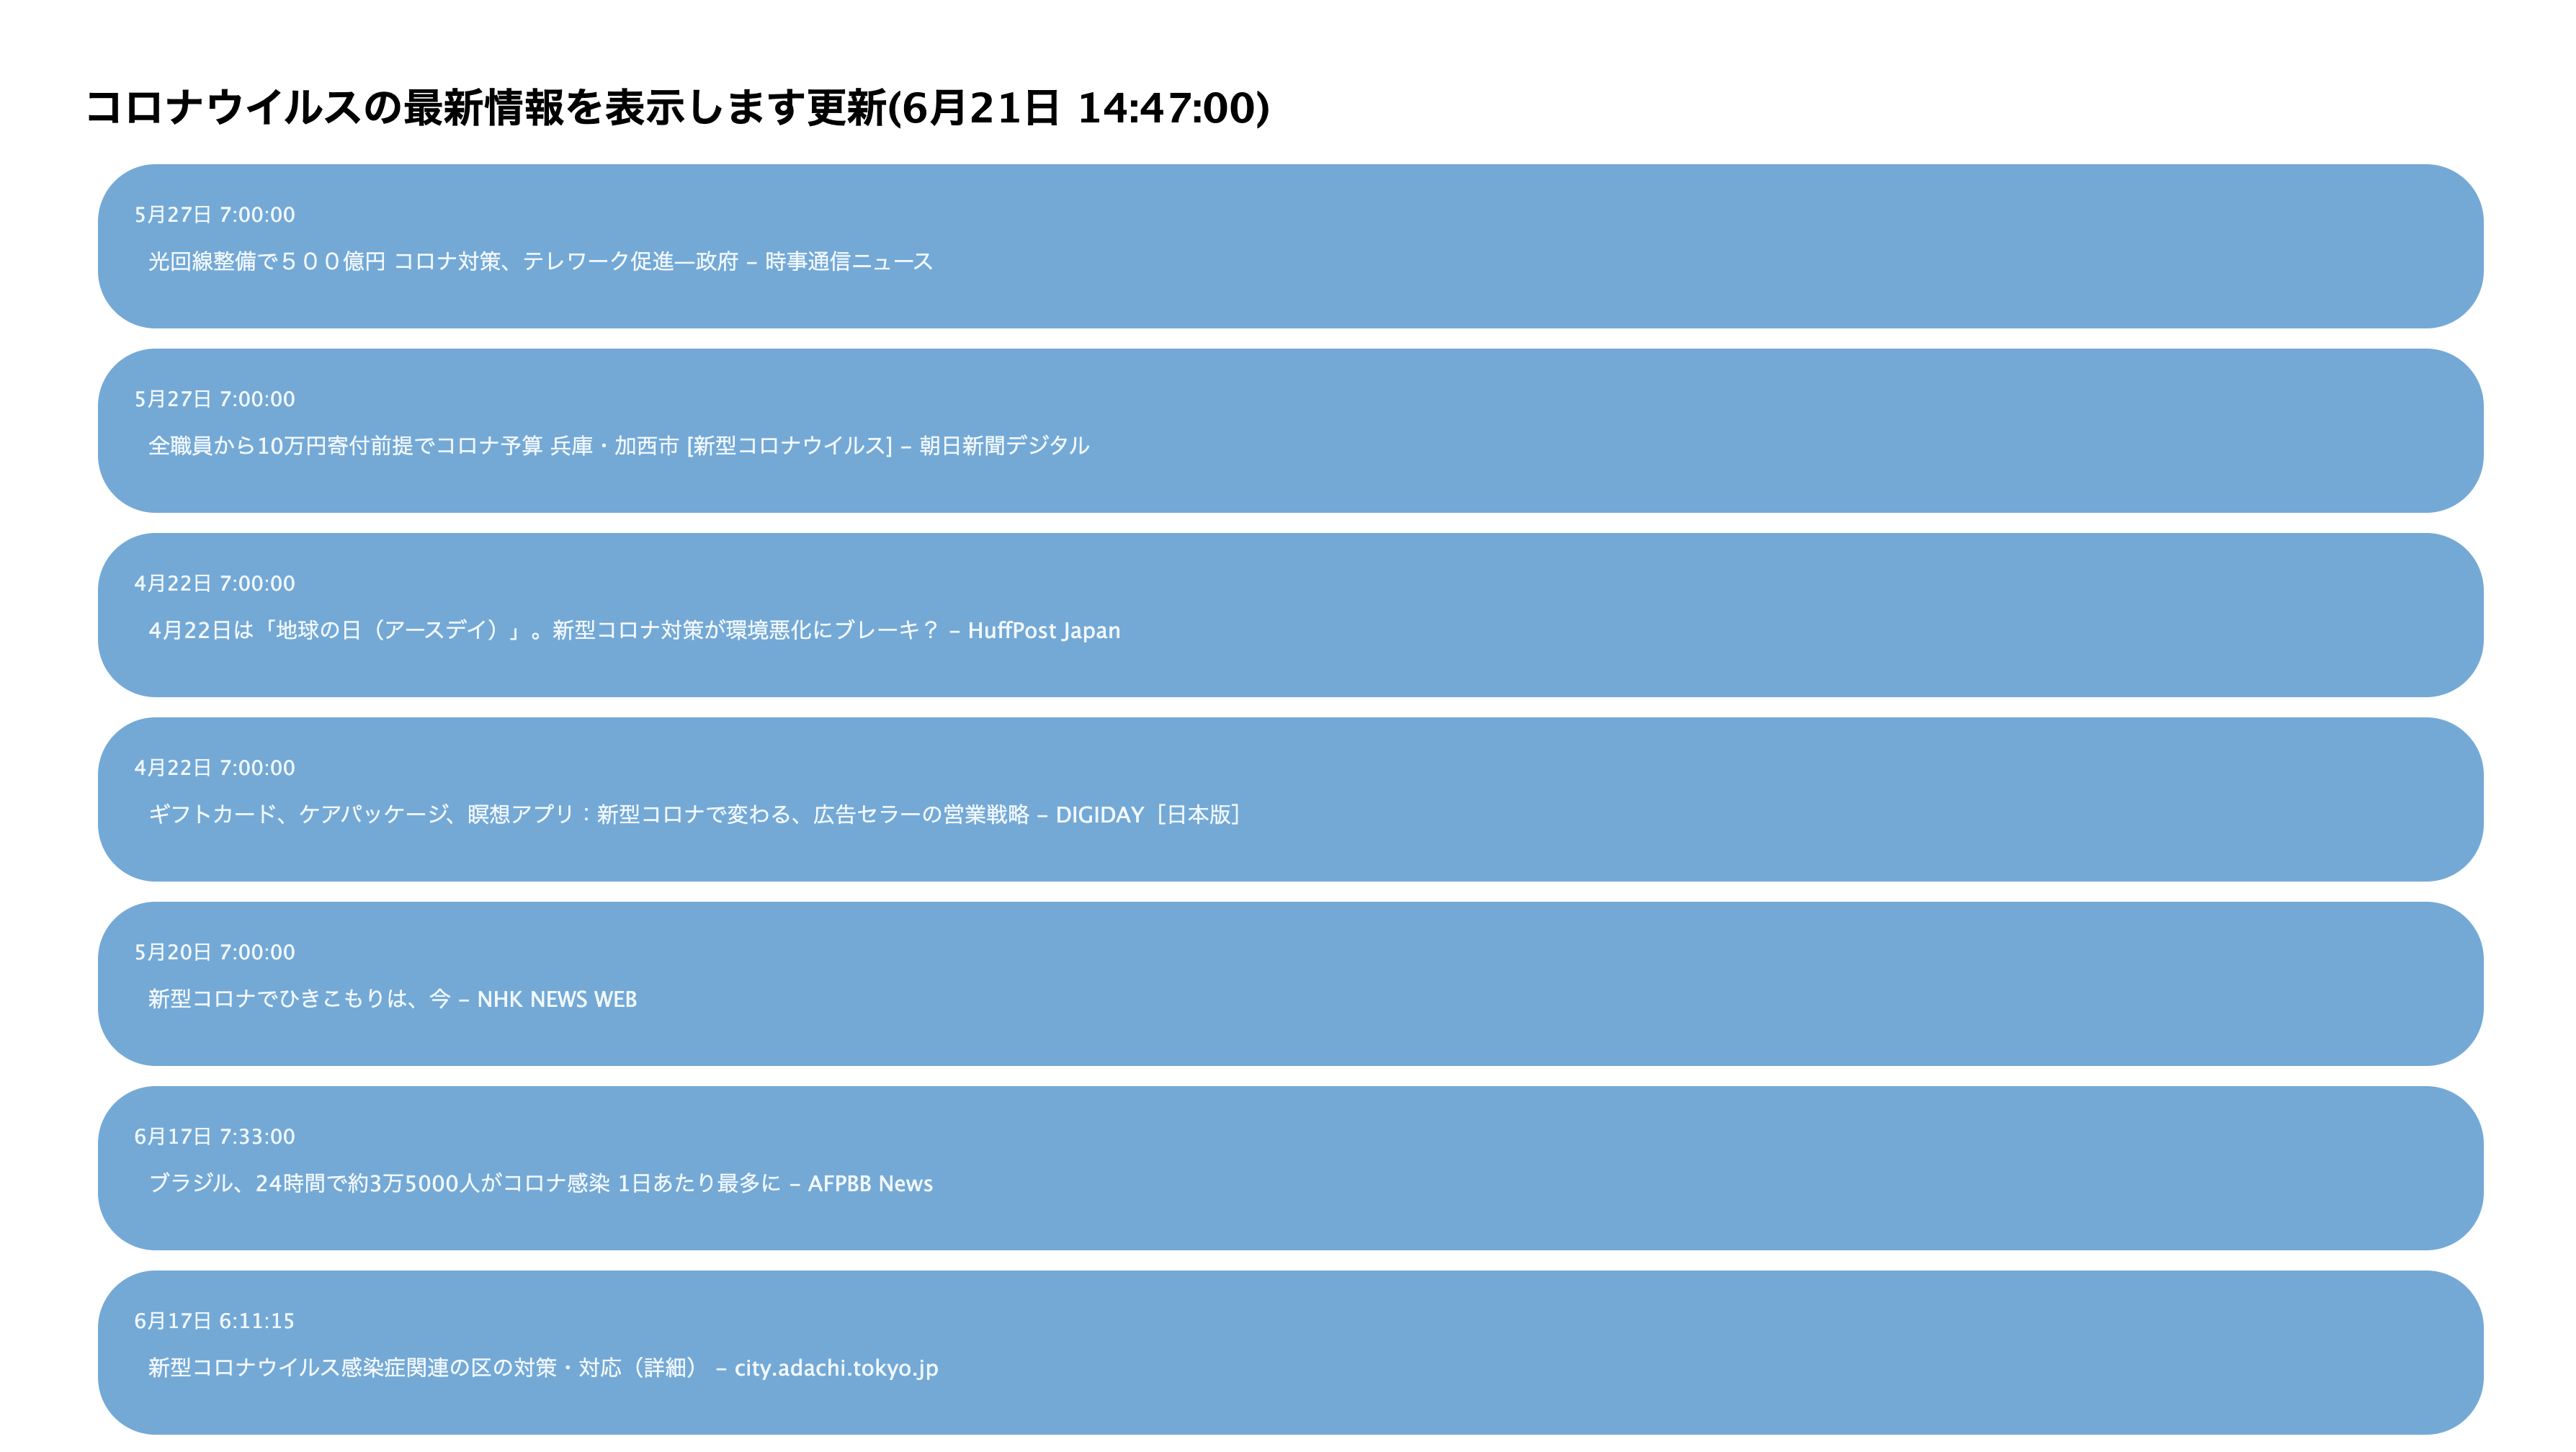 コロナウイルスの最新情報を表示します更新(6月21日 14:47:00)
5月27日 7:00:00
光回線整備で５００億円 コロナ対策、テレワーク促進―政府 – 時事通信ニュース
5月27日 7:00:00
全職員から10万円寄付前提でコロナ予算 兵庫・加西市 [新型コロナウイルス] – 朝日新聞デジタル
4月22日 7:00:00
4月22日は「地球の日（アースデイ）」。新型コロナ対策が環境悪化にブレーキ？ – HuffPost Japan
4月22日 7:00:00
ギフトカード、ケアパッケージ、瞑想アプリ：新型コロナで変わる、広告セラーの営業戦略 – DIGIDAY［日本版］
5月20日 7:00:00
新型コロナでひきこもりは、今 – NHK NEWS WEB
6月17日 7:33:00
ブラジル、24時間で約3万5000人がコロナ感染 1日あたり最多に – AFPBB News
6月17日 6:11:15
新型コロナウイルス感染症関連の区の対策・対応（詳細） – city.adachi.tokyo.jp